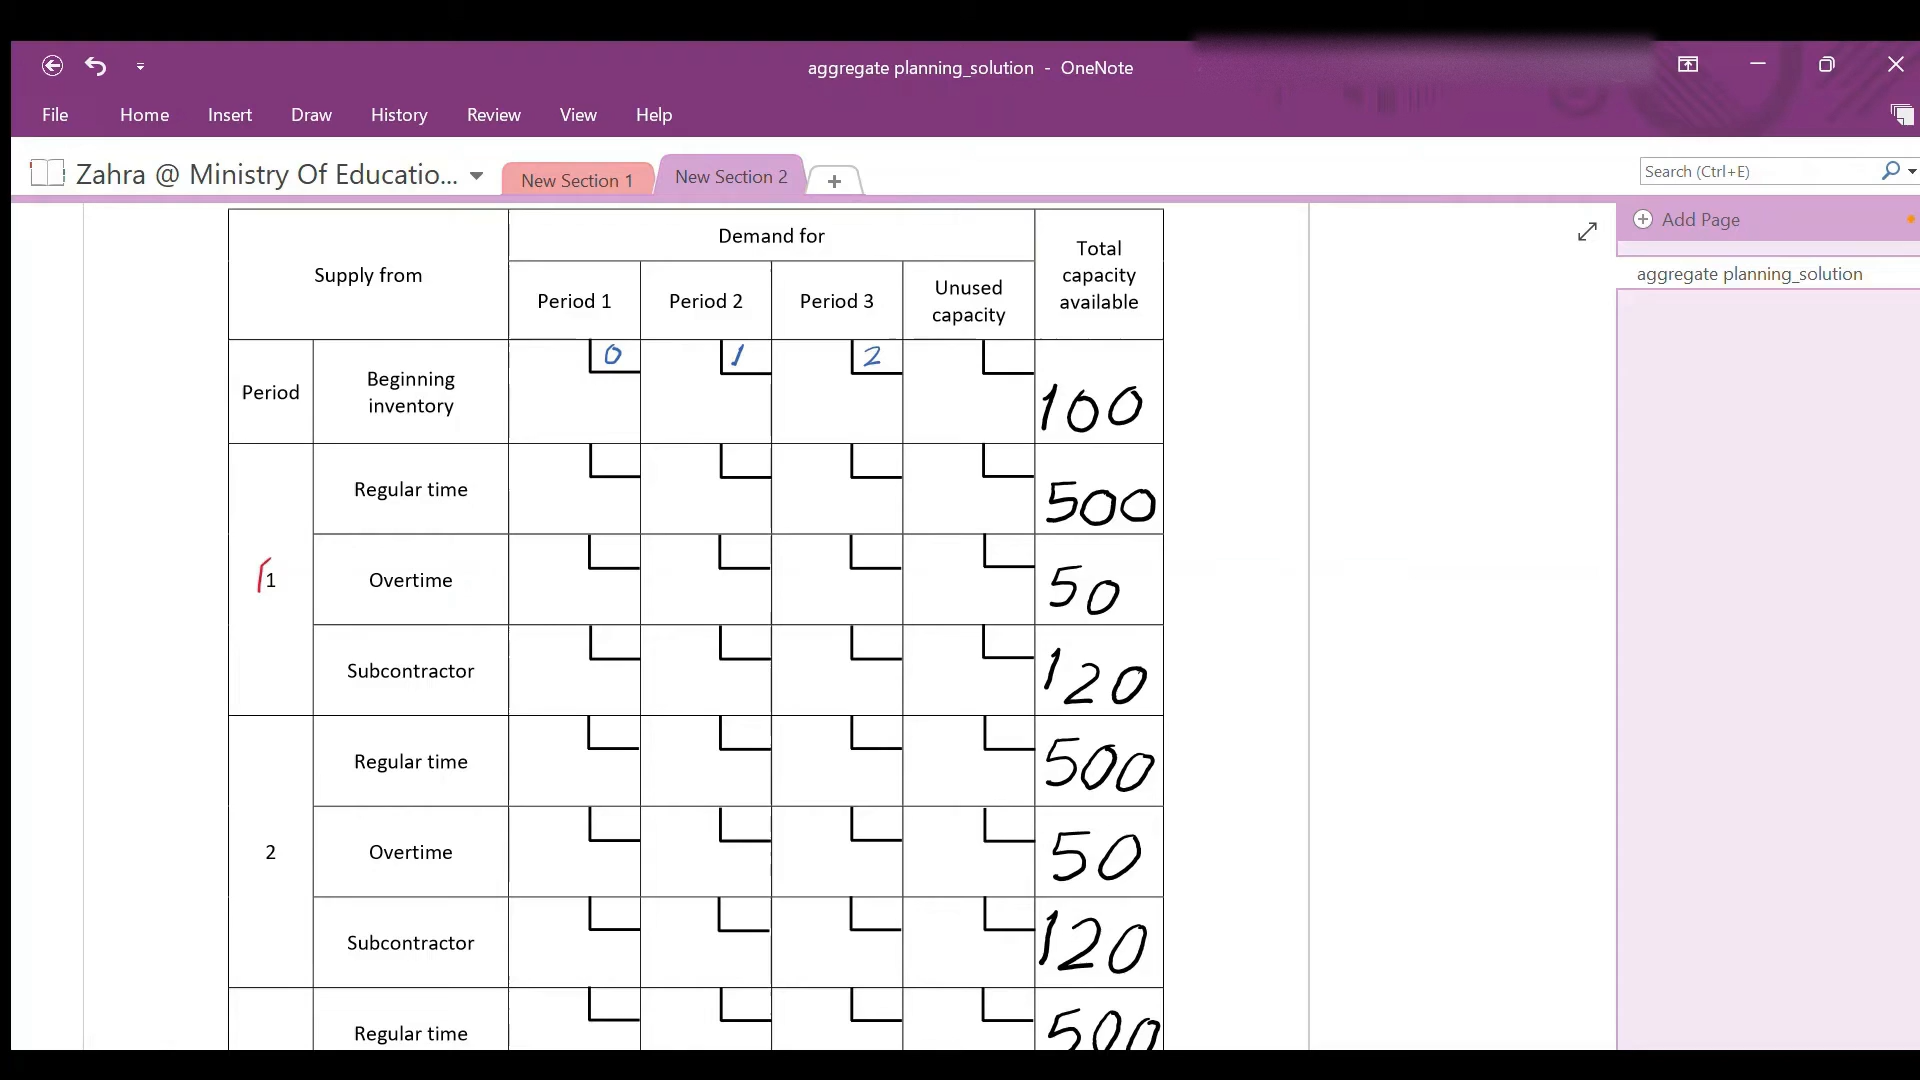 aggregate planning_solution - OneNote
File Home Insert Draw History Review View Help
Zahra @ Ministry Of Educatio... New Section 1 New Section 2 +
Search (Ctrl+E)
Add Page
aggregate planning_solution
Supply from
Demand for
Total capacity available
Period 1 Period 2 Period 3 Unused capacity
Period Beginning inventory 0 1 2 100
1 Regular time 500
Overtime 50
Subcontractor 120
2 Regular time 500
Overtime 50
Subcontractor 120
Regular time 500